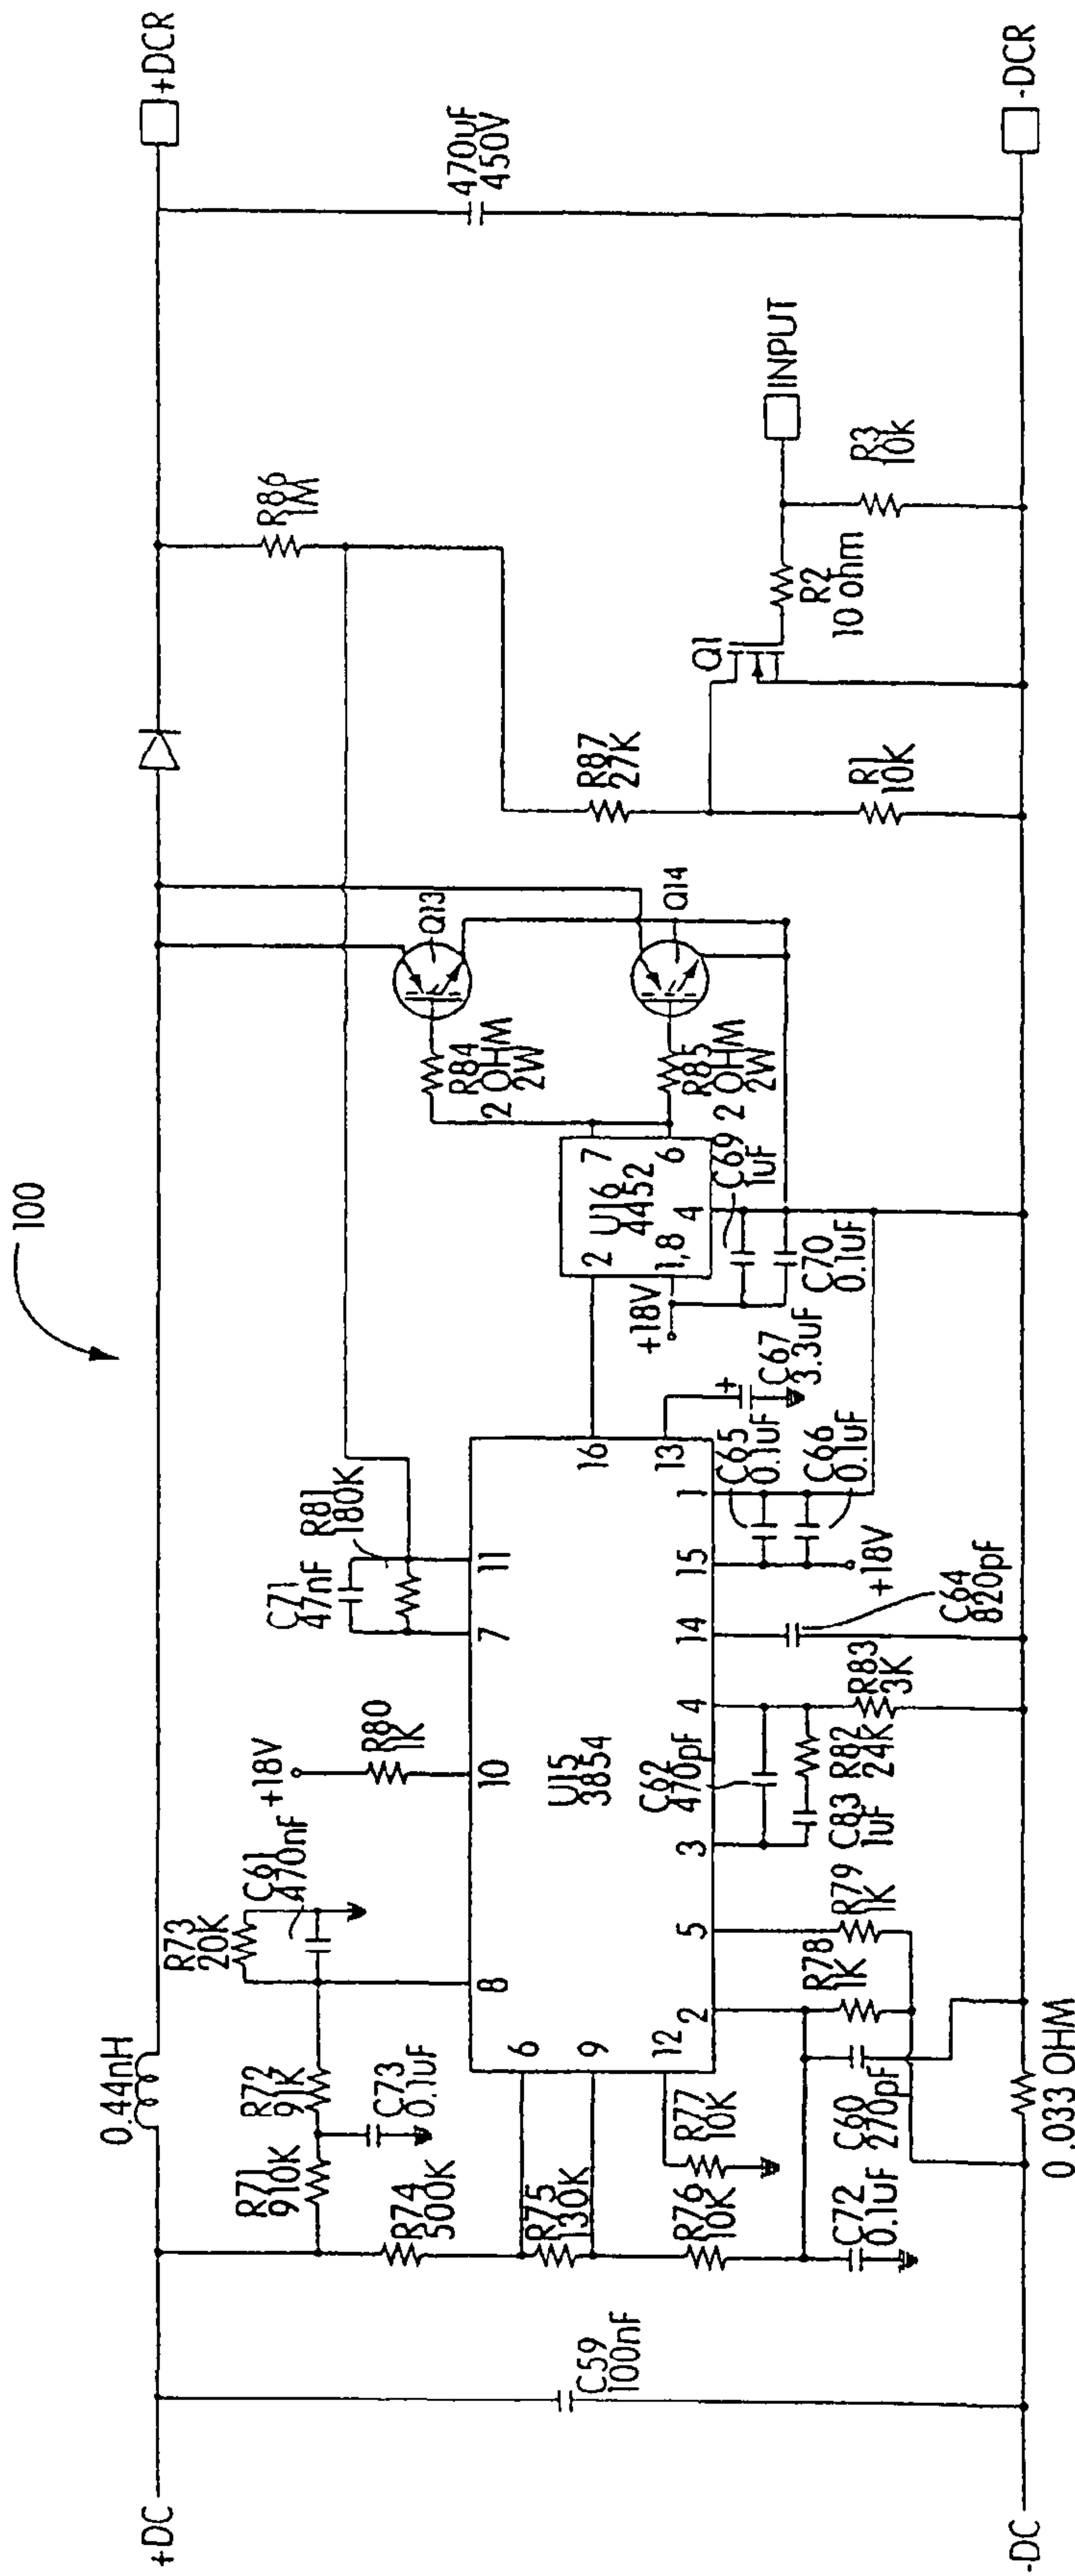 100
+DC
-DC
C59
100nF
0.44nH
R71
910K
R72
91K
R73
20K
C61
470nF
C73
0.1uF
+18V
R80
1K
C71
47nF
R81
180K
R74
500K
R75
130K
R76
10K
R77
10K
C72
0.1UF
C60
270pF
R78
1K
R79
1K
0.033 OHM
8
10
7
11
6
9
12
2
5
3
4
14
15
1
13
16
U15
3854
C62
470pF
C83
1uF
R82
24K
R83
3K
C64
820pF
+18V
C65
0.1uF
C66
0.1uF
C67
3.3uF
+
+18V
2
7
U16
4452
1,8
4
6
C69
1uF
C70
0.1uF
R84
2 OHM
2W
R85
2 OHM
2W
Q13
Q14
R86
1M
R87
27K
R1
10K
Q1
R2
10 ohm
R3
10k
INPUT
470uF
450V
+DCR
-DCR